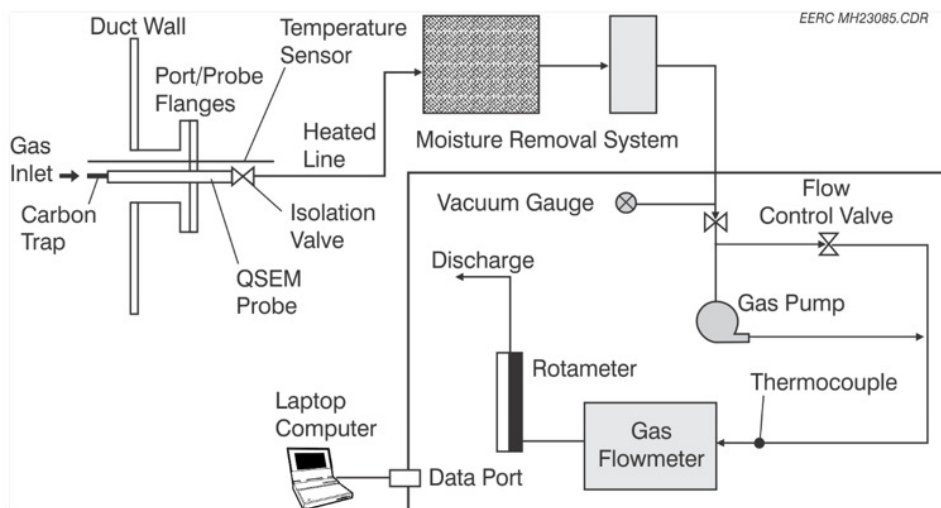 EERC MH23085.CDR
Duct Wall
Temperature
Sensor
Port/Probe
Flanges
Heated
Line
Moisture Removal System
Gas
Inlet
Carbon
Trap
Isolation
Valve
QSEM
Probe
Vacuum Gauge
Flow
Control Valve
Discharge
Gas Pump
Rotameter
Thermocouple
Laptop
Computer
Gas
Flowmeter
Data Port